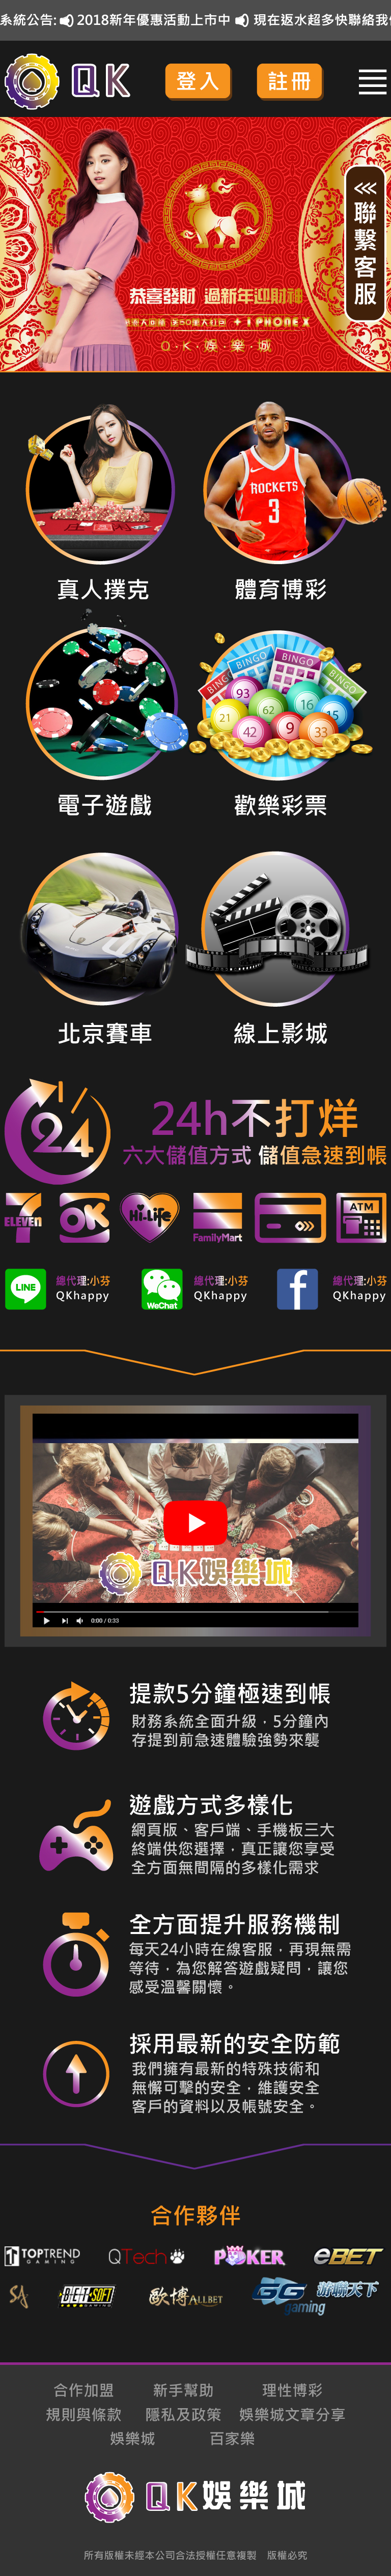 系統公告: 2018新年優惠活動上市中 現在返水超多快聯絡我
QK
登入
註冊
聯繫客服
恭喜發財 過新年迎財神
送50個大紅包 + I PHONE X
Q·K·娛·樂·城
ROCKETS
3
真人撲克
體育博彩
BINGO BINGO BINGO BINGO
93 16 15
21 62
42 9 33
電子遊戲
歡樂彩票
北京賽車
線上影城
24
24h不打烊
六大儲值方式 儲值急速到帳
7 ELEVEn
OK
Hi-Life
FamilyMart
ATM
LINE
總代理:小芬
QKhappy
WeChat
總代理:小芬
QKhappy
f
總代理:小芬
QKhappy
QK娛樂城
0:00 / 0:33
提款5分鐘極速到帳
財務系統全面升級，5分鐘內
存提到前急速體驗強勢來襲
遊戲方式多樣化
網頁版、客戶端、手機板三大
終端供您選擇，真正讓您享受
全方面無間隔的多樣化需求
全方面提升服務機制
每天24小時在線客服，再現無需
等待，為您解答遊戲疑問，讓您
感受溫馨關懷。
採用最新的安全防範
我們擁有最新的特殊技術和
無懈可擊的安全，維護安全
客戶的資料以及帳號安全。
合作夥伴
TOPTREND GAMING
QTech
POKER
eBET
SA
歐博 ALLBET
GG gaming 游聯天下
合作加盟 新手幫助 理性博彩
規則與條款 隱私及政策 娛樂城文章分享
娛樂城 百家樂
QK娛樂城
所有版權未經本公司合法授權任意複製 版權必究